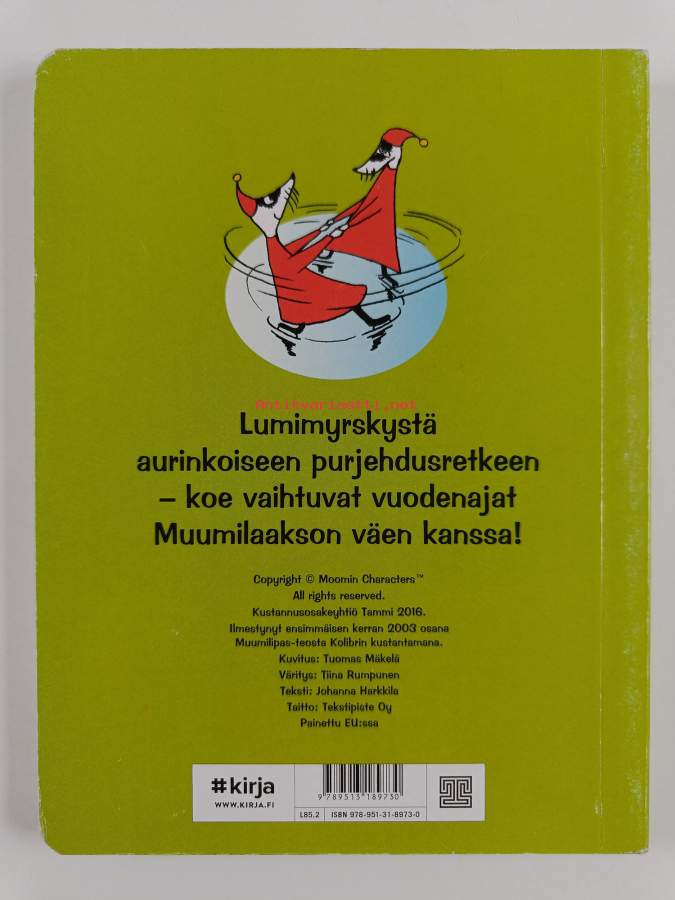 Antikvariaatti.net
Lumimyrskystä
aurinkoiseen purjehdusretkeen
– koe vaihtuvat vuodenajat
Muumilaakson väen kanssa!
Copyright © Moomin Characters™
All rights reserved.
Kustannusosakeyhtiö Tammi 2016.
Ilmestynyt ensimmäisen kerran 2003 osana
Muumilipas-teosta Kolibrin kustantamana.
Kuvitus: Tuomas Mäkelä
Väritys: Tiina Rumpunen
Teksti: Johanna Harkkila
Taitto: Tekstipiste Oy
Painettu EU:ssa
#kirja
WWW.KIRJA.FI
9 789513 189730
L85.2
ISBN 978-951-31-8973-0